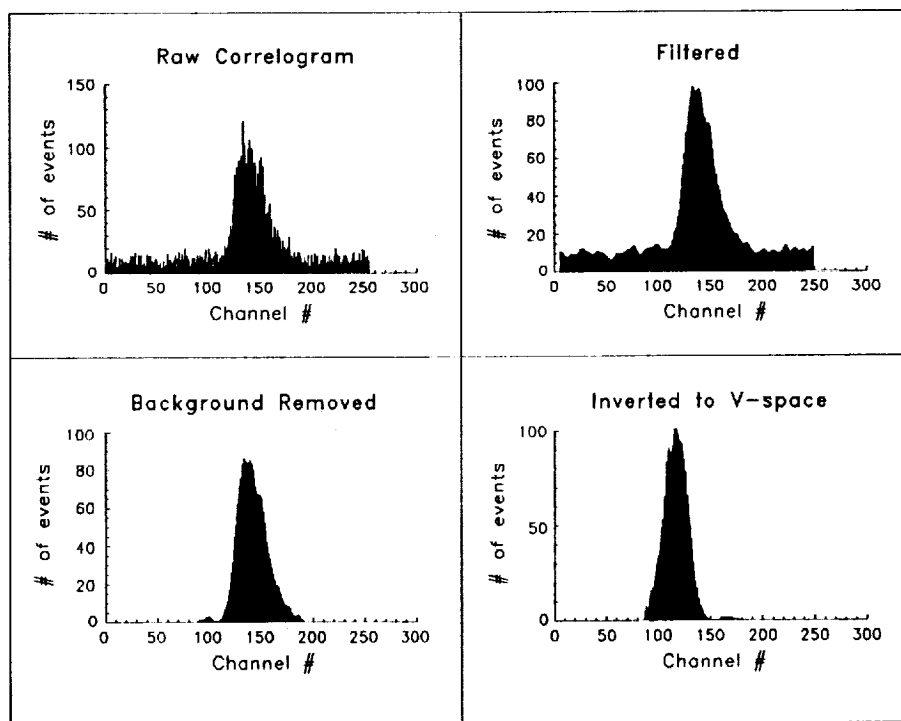 Raw Correlogram
# of events
150
100
50
0
0 50 100 150 200 250 300
Channel #
Filtered
# of events
100
80
60
40
20
0
0 50 100 150 200 250 300
Channel #
Background Removed
# of events
100
80
60
40
20
0
0 50 100 150 200 250 300
Channel #
Inverted to V-space
# of events
100
50
0
0 50 100 150 200 250 300
Channel #